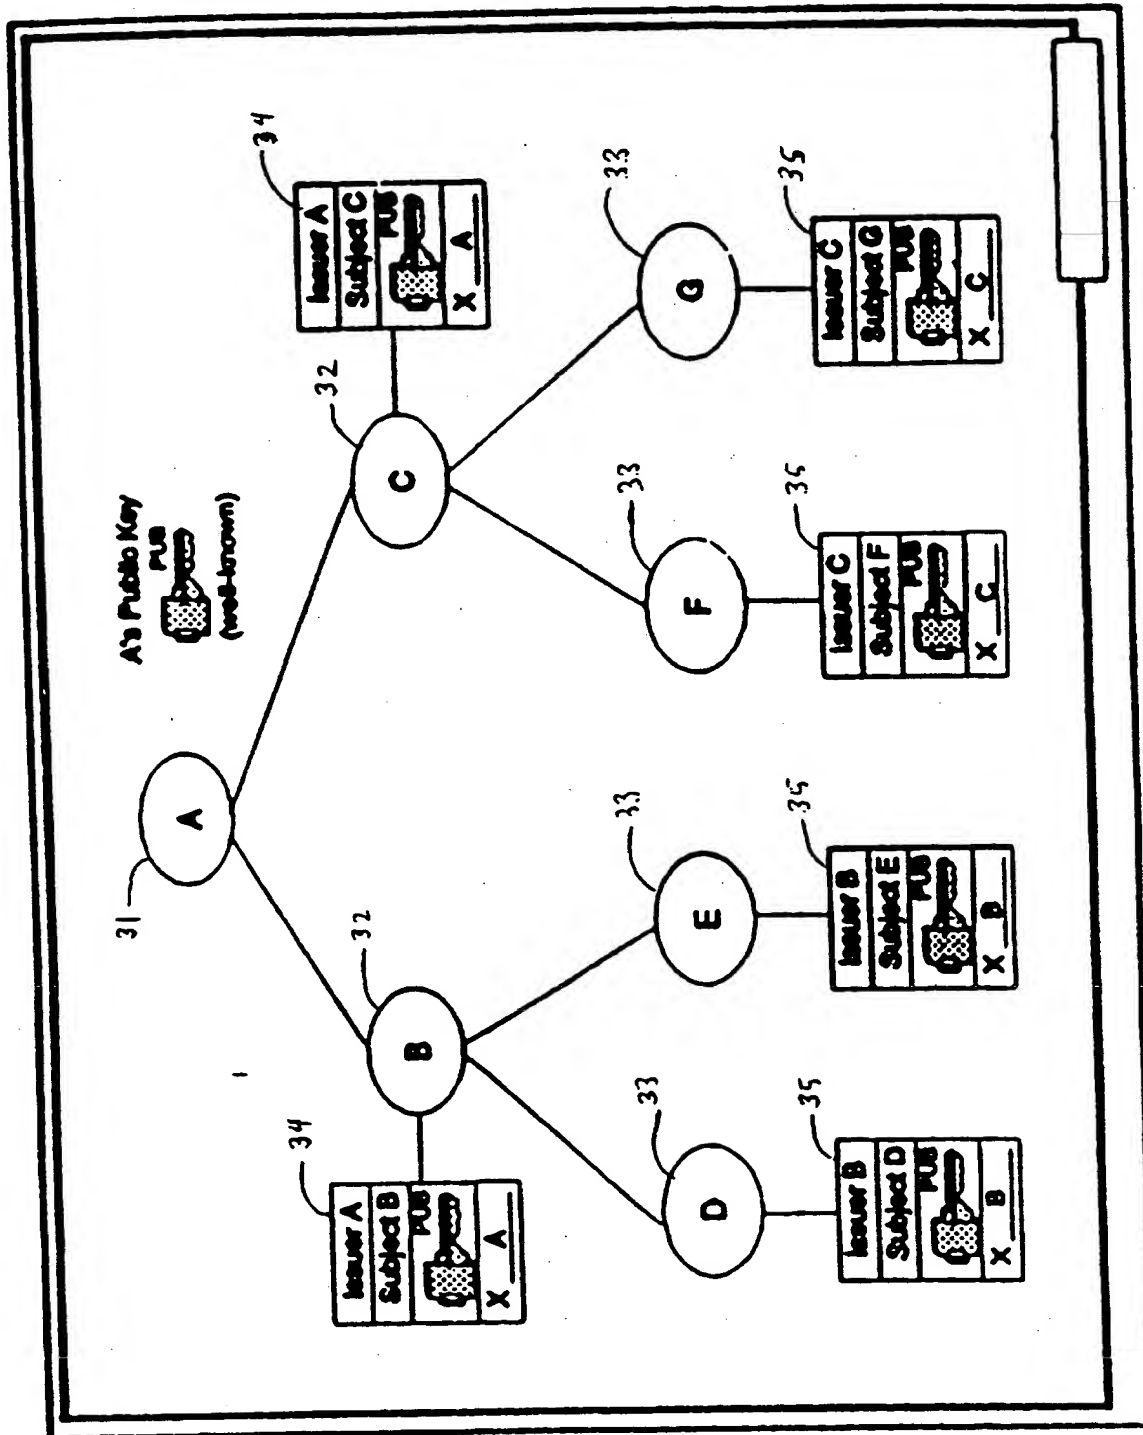 A's Public Key
PUB
(well-known)
31
A
34
Issuer A
Subject B
PUB
X A
32
B
32
C
34
Issuer A
Subject C
PUB
X A
33
D
33
E
33
F
33
G
35
Issuer B
Subject D
PUB
X B
35
Issuer B
Subject E
PUB
X B
35
Issuer C
Subject F
PUB
X C
35
Issuer C
Subject G
PUB
X C